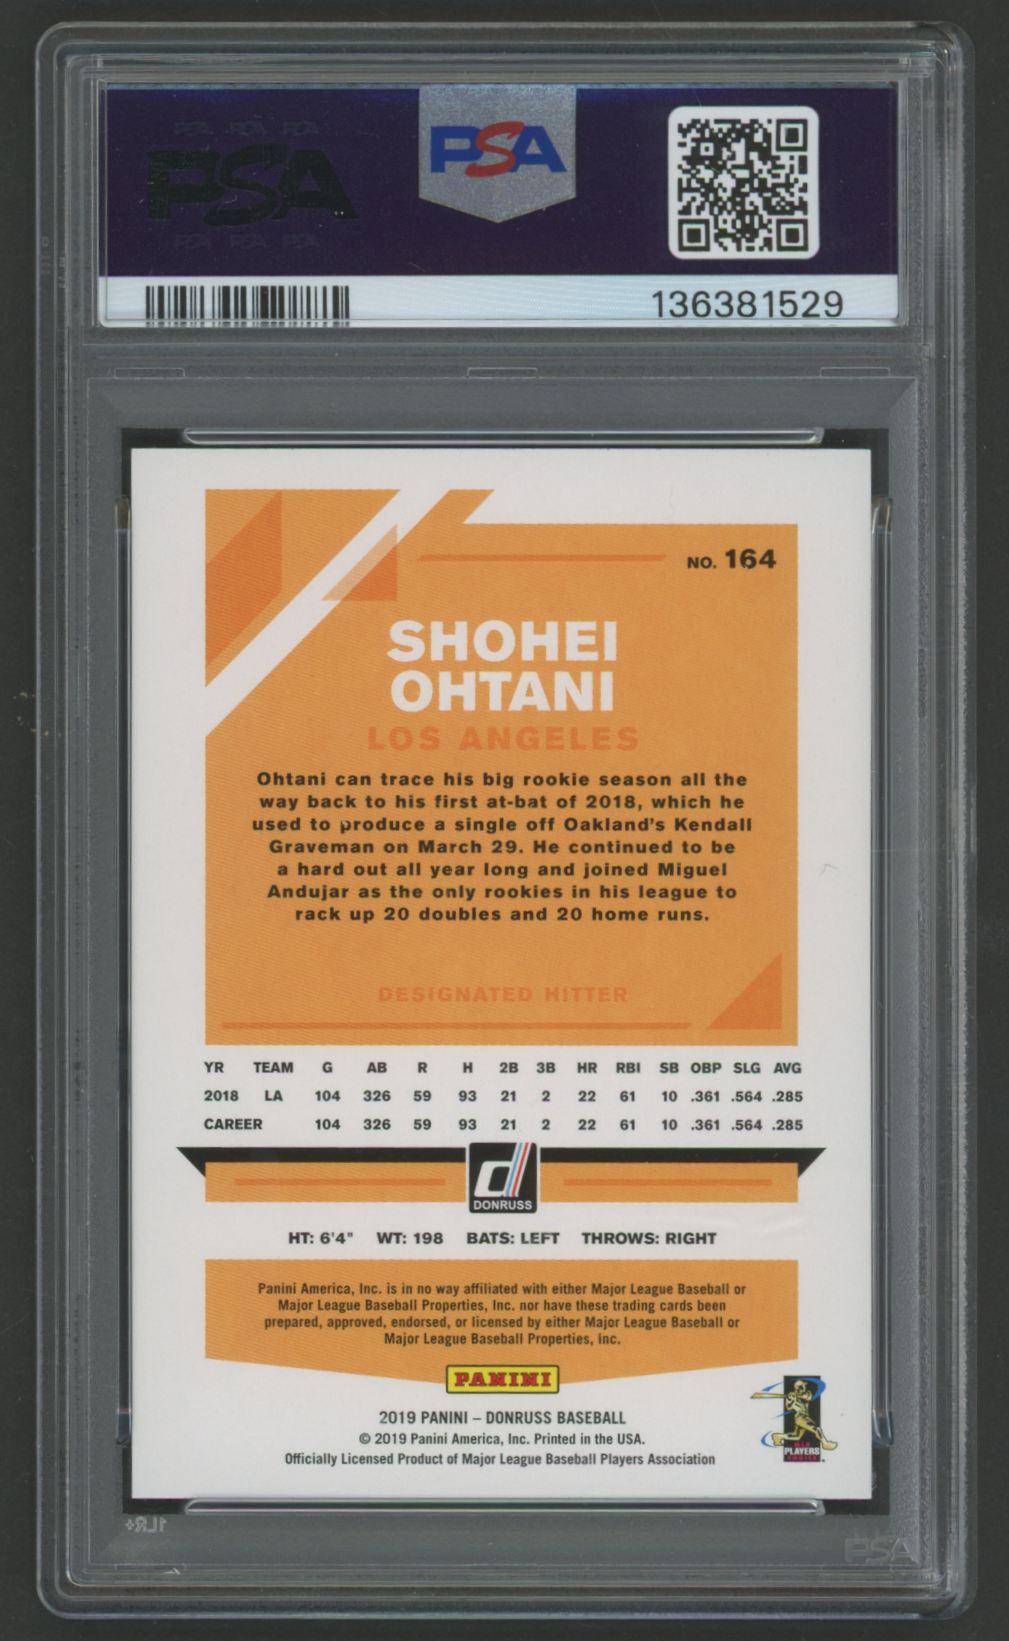 PSA PSA PSA
PSA
PSA PSA PSA
PSA
136381529
NO. 164
SHOHEI
OHTANI
LOS ANGELES
Ohtani can trace his big rookie season all the
way back to his first at-bat of 2018, which he
used to produce a single off Oakland's Kendall
Graveman on March 29. He continued to be
a hard out all year long and joined Miguel
Andujar as the only rookies in his league to
rack up 20 doubles and 20 home runs.
DESIGNATED HITTER
YR TEAM G AB R H 2B 3B HR RBI SB OBP SLG AVG
2018 LA 104 326 59 93 21 2 22 61 10 .361 .564 .285
CAREER 104 326 59 93 21 2 22 61 10 .361 .564 .285
d
DONRUSS
HT: 6'4" WT: 198 BATS: LEFT THROWS: RIGHT
Panini America, Inc. is in no way affiliated with either Major League Baseball or
Major League Baseball Properties, Inc. nor have these trading cards been
prepared, approved, endorsed, or licensed by either Major League Baseball or
Major League Baseball Properties, Inc.
PANINI
2019 PANINI – DONRUSS BASEBALL
© 2019 Panini America, Inc. Printed in the USA.
Officially Licensed Product of Major League Baseball Players Association
PLAYERS
1LR+
PSA